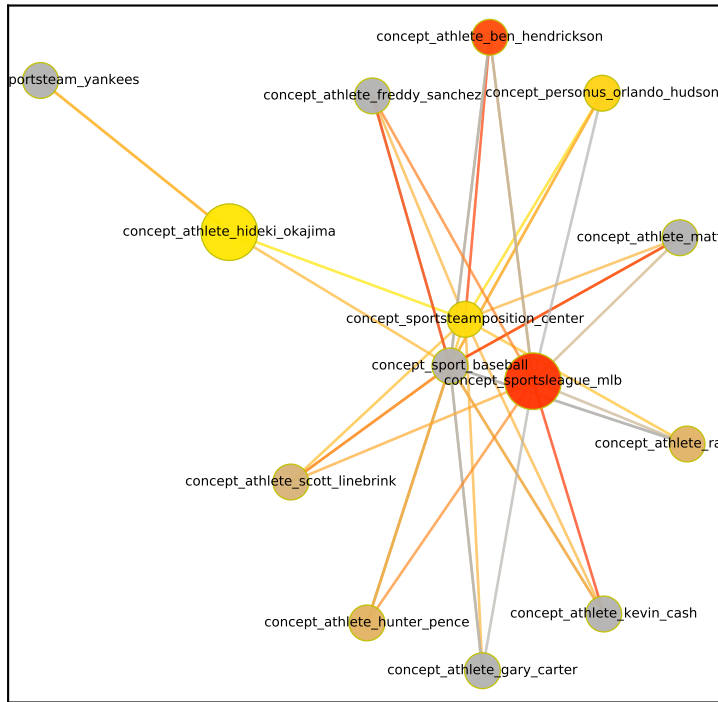 concept_athlete_ben_hendrickson
portsteam_yankees
concept_athlete_freddy_sanchez
concept_personus_orlando_hudson
concept_athlete_hideki_okajima
concept_athlete_mat
concept_sportsteamposition_center
concept_sport_baseball
concept_sportsleague_mlb
concept_athlete_ra
concept_athlete_scott_linebrink
concept_athlete_kevin_cash
concept_athlete_hunter_pence
concept_athlete_gary_carter